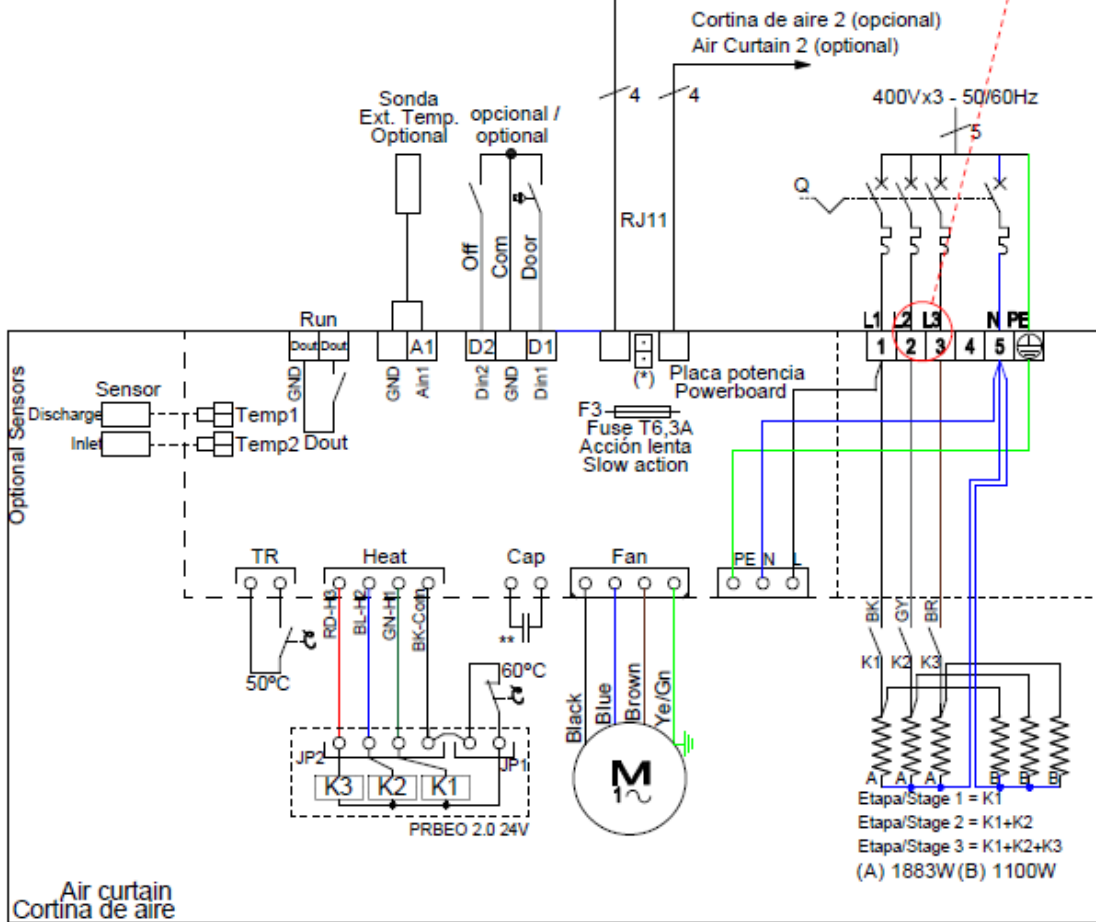 Cortina de aire 2 (opcional)
Air Curtain 2 (optional)
4
4
400Vx3 - 50/60Hz
5
Sonda
Ext. Temp.
Optional
opcional /
optional
Q
RJ11
Off
Com
Door
Run
L1
L2
L3
N
PE
Dout
Dout
A1
D2
D1
1
2
3
4
5
GND
GND
Ain1
Din2
GND
Din1
(*)
Placa potencia
Powerboard
F3
Fuse T6,3A
Acción lenta
Slow action
Optional Sensors
Sensor
Discharge
Temp1
Inlet
Temp2
Dout
TR
Heat
Cap
Fan
PE
N
L
RD-H3
BL-H2
GN-H1
BK-Com
**
50ºC
60ºC
Black
Blue
Brown
Ye/Gn
BK
GY
BR
K1
K2
K3
JP2
JP1
K3
K2
K1
PRBEO 2.0 24V
M
1~
A
A
A
B
B
B
Etapa/Stage 1 = K1
Etapa/Stage 2 = K1+K2
Etapa/Stage 3 = K1+K2+K3
(A) 1883W (B) 1100W
Air curtain
Cortina de aire